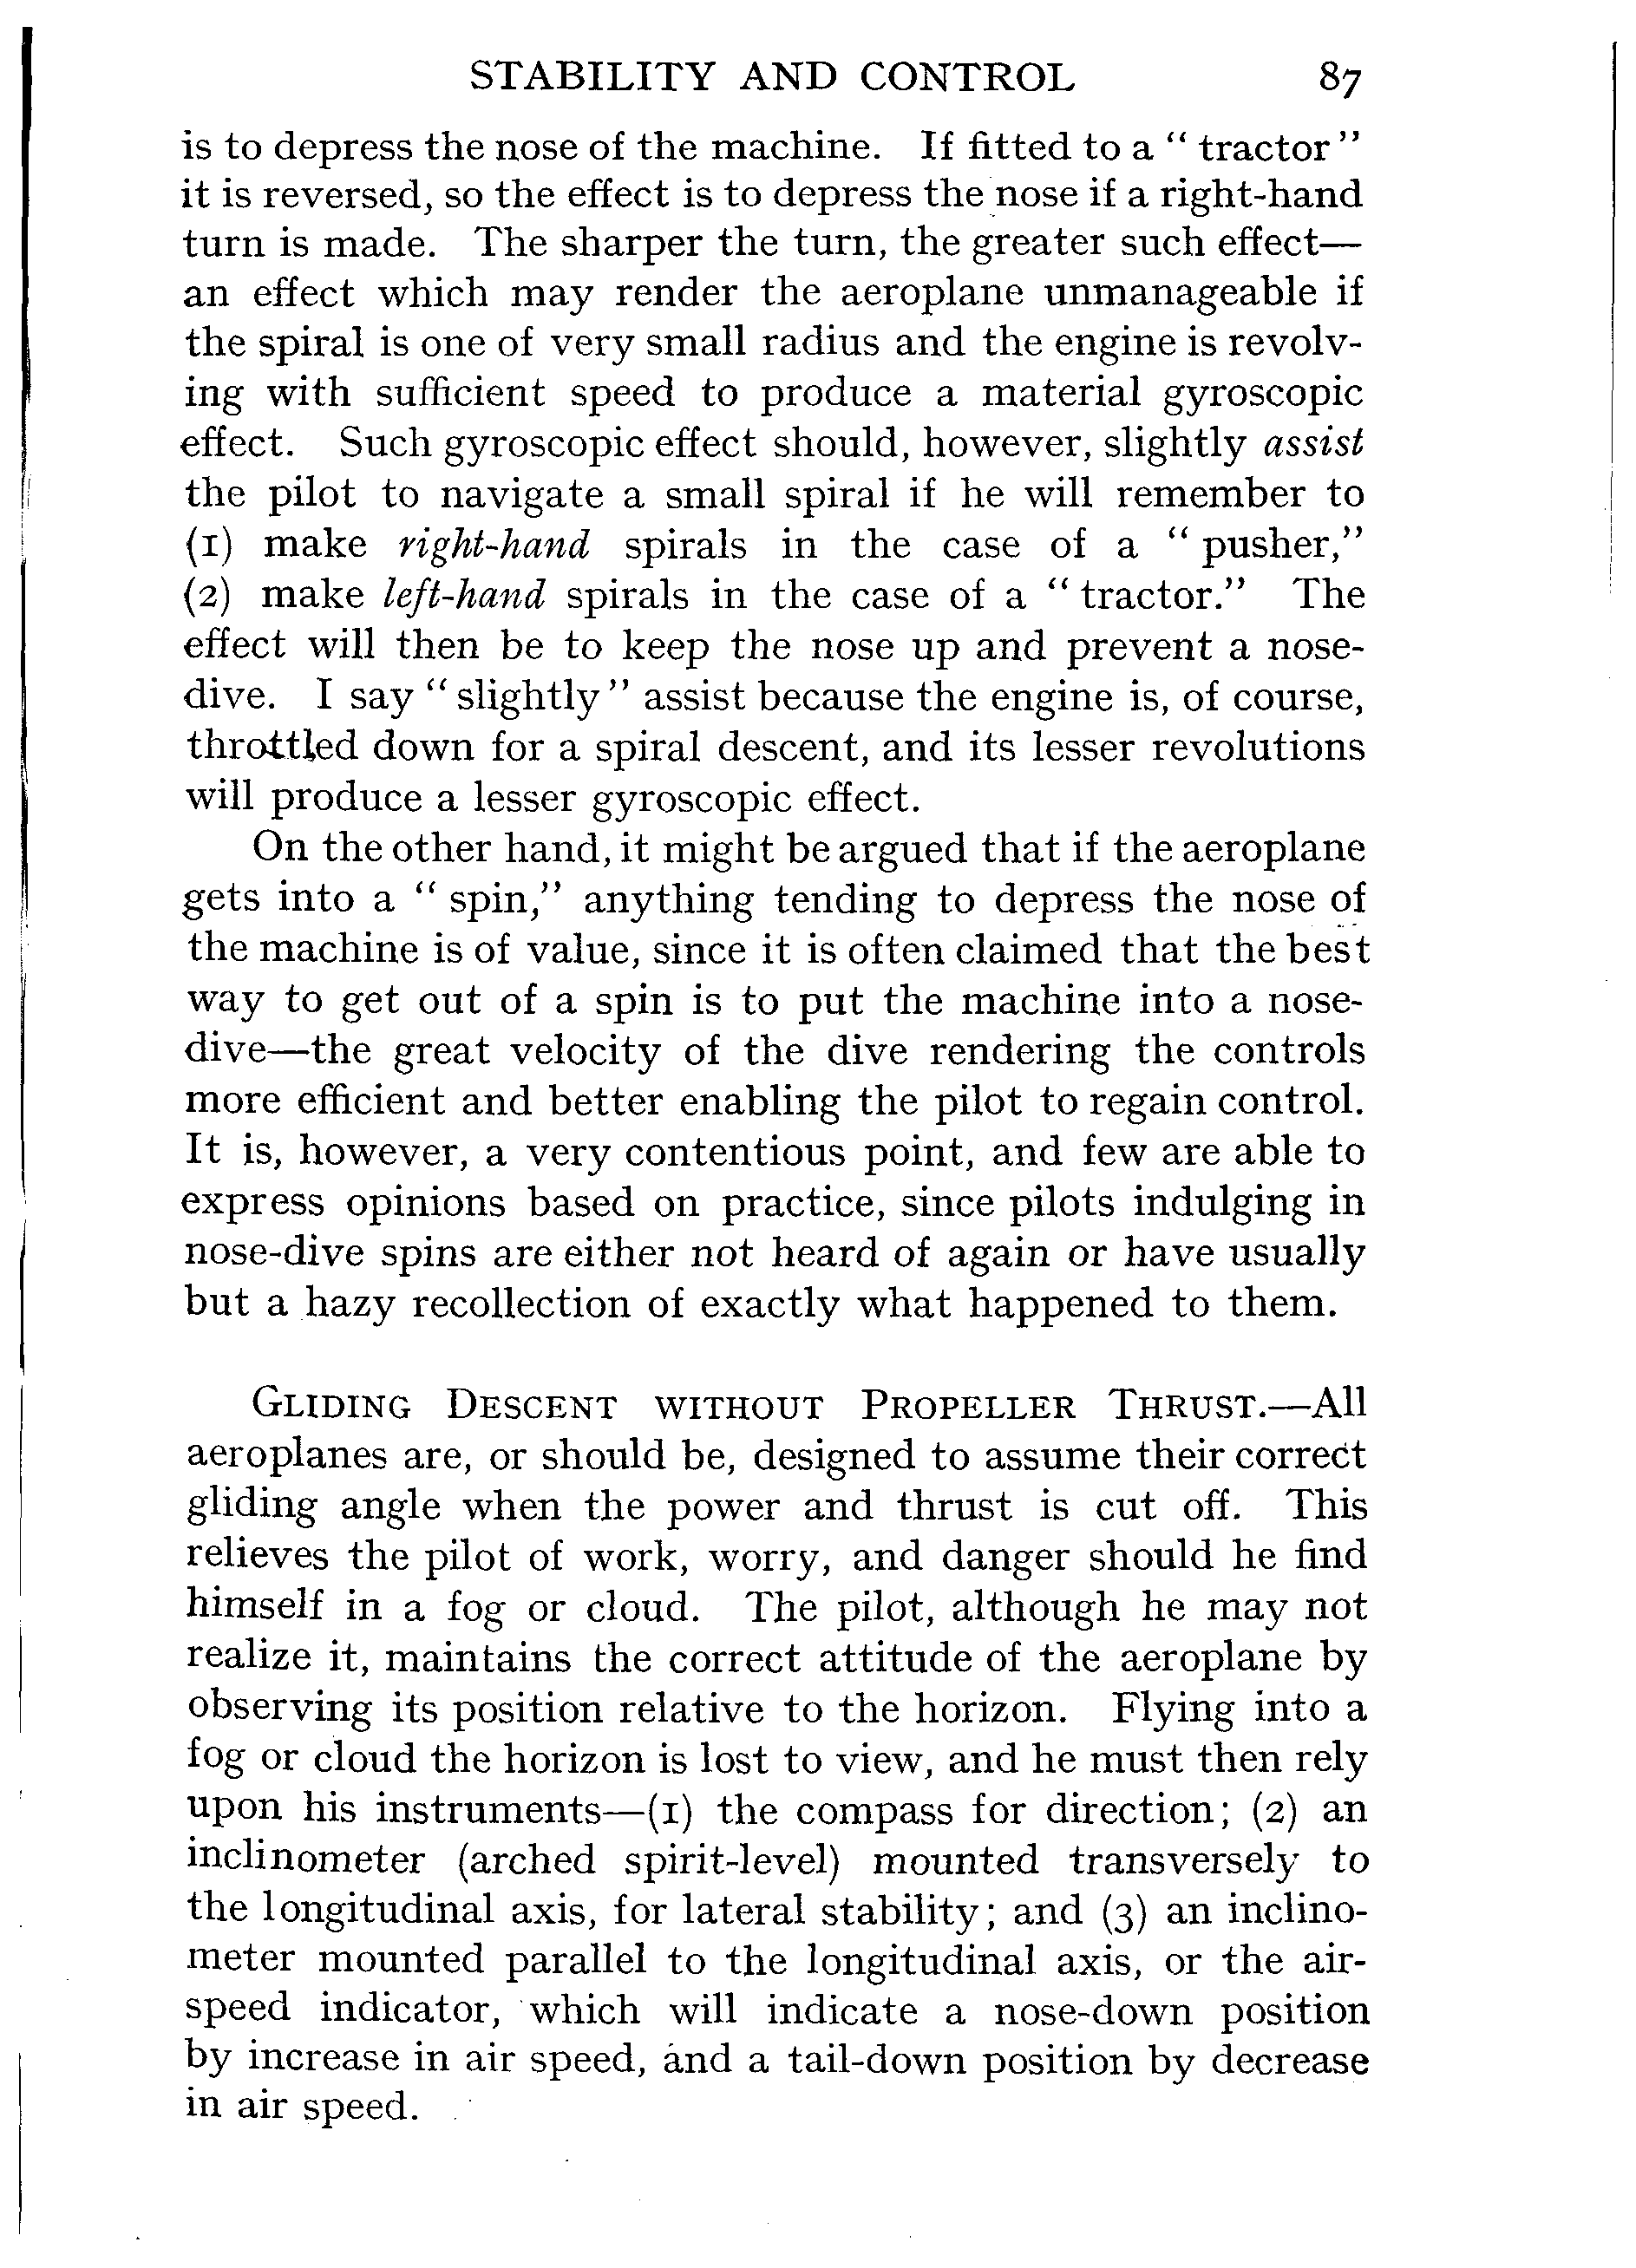 STABILITY AND CONTROL 87
is to depress the nose of the machine. If fitted to a " tractor "
it is reversed, so the effect is to depress the nose if a right-hand
turn is made. The sharper the turn, the greater such effect—
an effect which may render the aeroplane unmanageable if
the spiral is one of very small radius and the engine is revolv-
ing with sufficient speed to produce a material gyroscopic
effect. Such gyroscopic effect should, however, slightly assist
the pilot to navigate a small spiral if he will remember to
(1) make right-hand spirals in the case of a " pusher,"
(2) make left-hand spirals in the case of a " tractor." The
effect will then be to keep the nose up and prevent a nose-
dive. I say " slightly " assist because the engine is, of course,
throttled down for a spiral descent, and its lesser revolutions
will produce a lesser gyroscopic effect.
On the other hand, it might be argued that if the aeroplane
gets into a " spin," anything tending to depress the nose of
the machine is of value, since it is often claimed that the best
way to get out of a spin is to put the machine into a nose-
dive—the great velocity of the dive rendering the controls
more efficient and better enabling the pilot to regain control.
It is, however, a very contentious point, and few are able to
express opinions based on practice, since pilots indulging in
nose-dive spins are either not heard of again or have usually
but a hazy recollection of exactly what happened to them.
GLIDING DESCENT WITHOUT PROPELLER THRUST.—All
aeroplanes are, or should be, designed to assume their correct
gliding angle when the power and thrust is cut off. This
relieves the pilot of work, worry, and danger should he find
himself in a fog or cloud. The pilot, although he may not
realize it, maintains the correct attitude of the aeroplane by
observing its position relative to the horizon. Flying into a
fog or cloud the horizon is lost to view, and he must then rely
upon his instruments—(1) the compass for direction; (2) an
inclinometer (arched spirit-level) mounted transversely to
the longitudinal axis, for lateral stability; and (3) an inclino-
meter mounted parallel to the longitudinal axis, or the air-
speed indicator, which will indicate a nose-down position
by increase in air speed, and a tail-down position by decrease
in air speed.